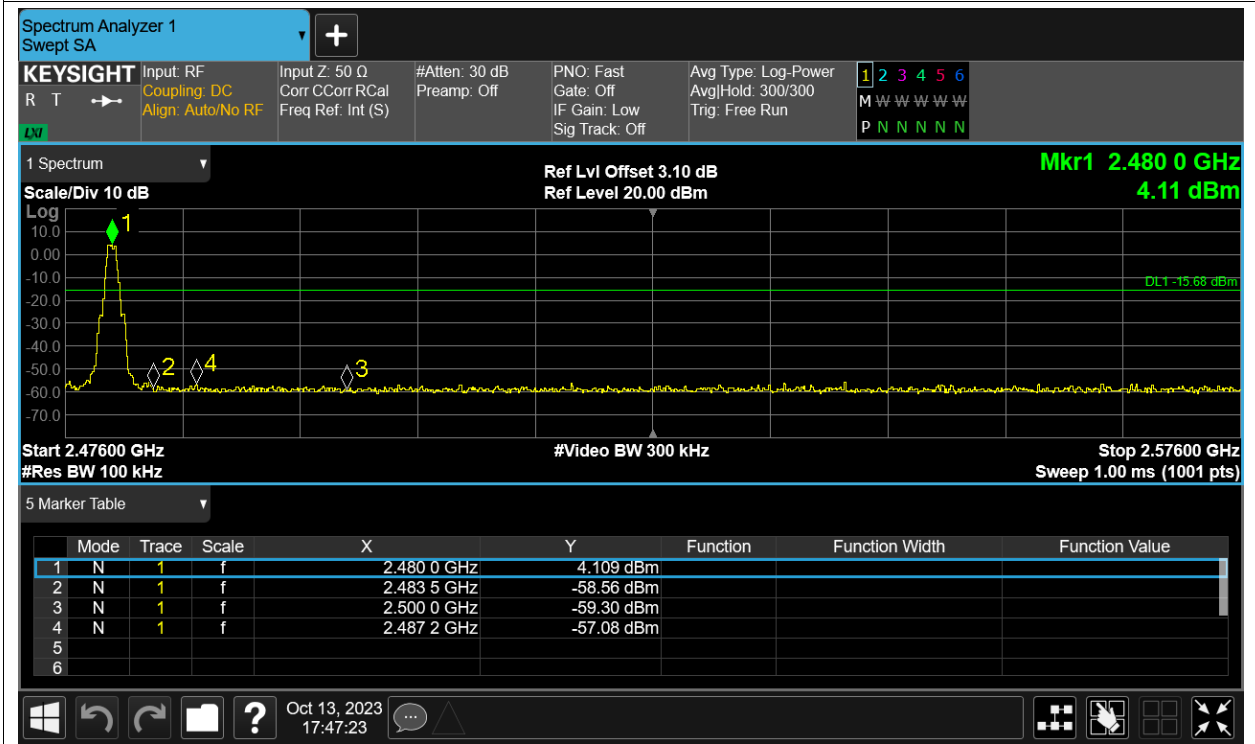 Spectrum Analyzer 1
Swept SA
+
KEYSIGHT Input: RF Input Z: 50 Ω #Atten: 30 dB PNO: Fast Avg Type: Log-Power 1 2 3 4 5 6
R T Coupling: DC Corr CCorr RCal Preamp: Off Gate: Off Avg|Hold: 300/300 M W W W W W
Align: Auto/No RF Freq Ref: Int (S) IF Gain: Low Trig: Free Run
LXI Sig Track: Off P N N N N N
1 Spectrum Ref Lvl Offset 3.10 dB Mkr1 2.480 0 GHz
Scale/Div 10 dB Ref Level 20.00 dBm 4.11 dBm
Log
1
10.0
0.00
-10.0
DL1 -15.68 dBm
-20.0
-30.0
-40.0
-50.0 2 4 3
-60.0
-70.0
Start 2.47600 GHz #Video BW 300 kHz Stop 2.57600 GHz
#Res BW 100 kHz Sweep 1.00 ms (1001 pts)
5 Marker Table
Mode Trace Scale X Y Function Function Width Function Value
1 N 1 f 2.480 0 GHz 4.109 dBm
2 N 1 f 2.483 5 GHz -58.56 dBm
3 N 1 f 2.500 0 GHz -59.30 dBm
4 N 1 f 2.487 2 GHz -57.08 dBm
5
6
? Oct 13, 2023
17:47:23